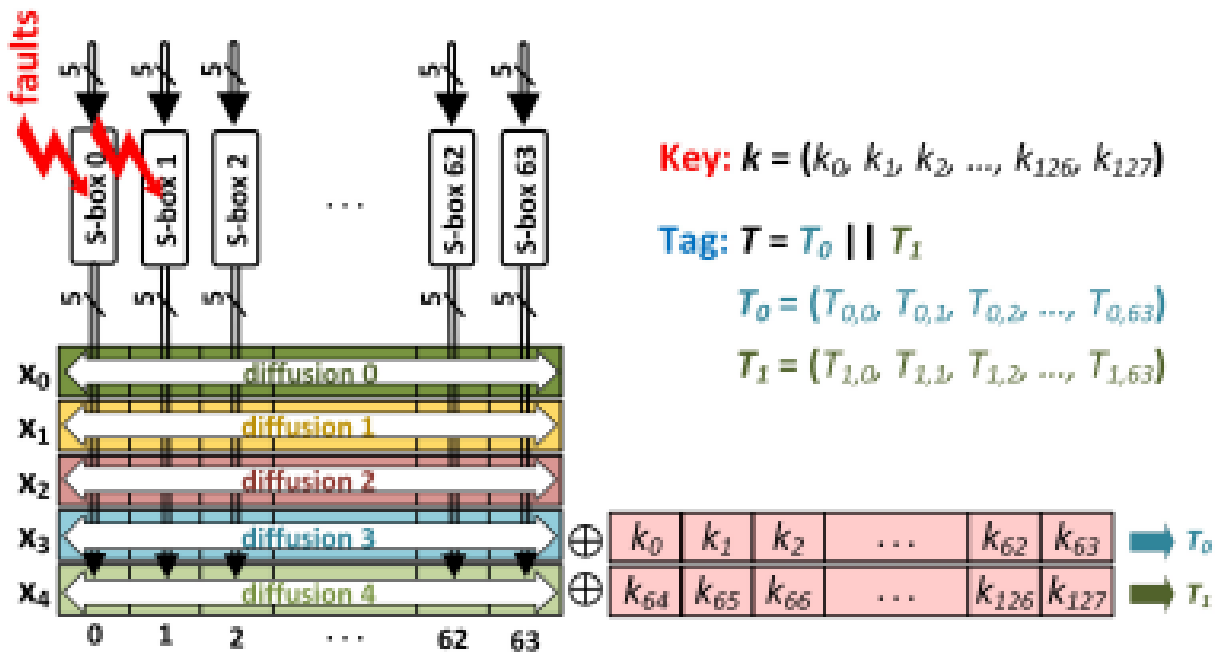 faults
5 5 5 5 5
S-box 0 S-box 1 S-box 2 ... S-box 62 S-box 63
5 5 5 5 5
Key: k = (k0, k1, k2, ..., k126, k127)
Tag: T = T0 || T1
T0 = (T0,0, T0,1, T0,2, ..., T0,63)
T1 = (T1,0, T1,1, T1,2, ..., T1,63)
x0 diffusion 0
x1 diffusion 1
x2 diffusion 2
x3 diffusion 3 ⊕ k0 k1 k2 ... k62 k63 T0
x4 diffusion 4 ⊕ k64 k65 k66 ... k126 k127 T1
0 1 2 ... 62 63